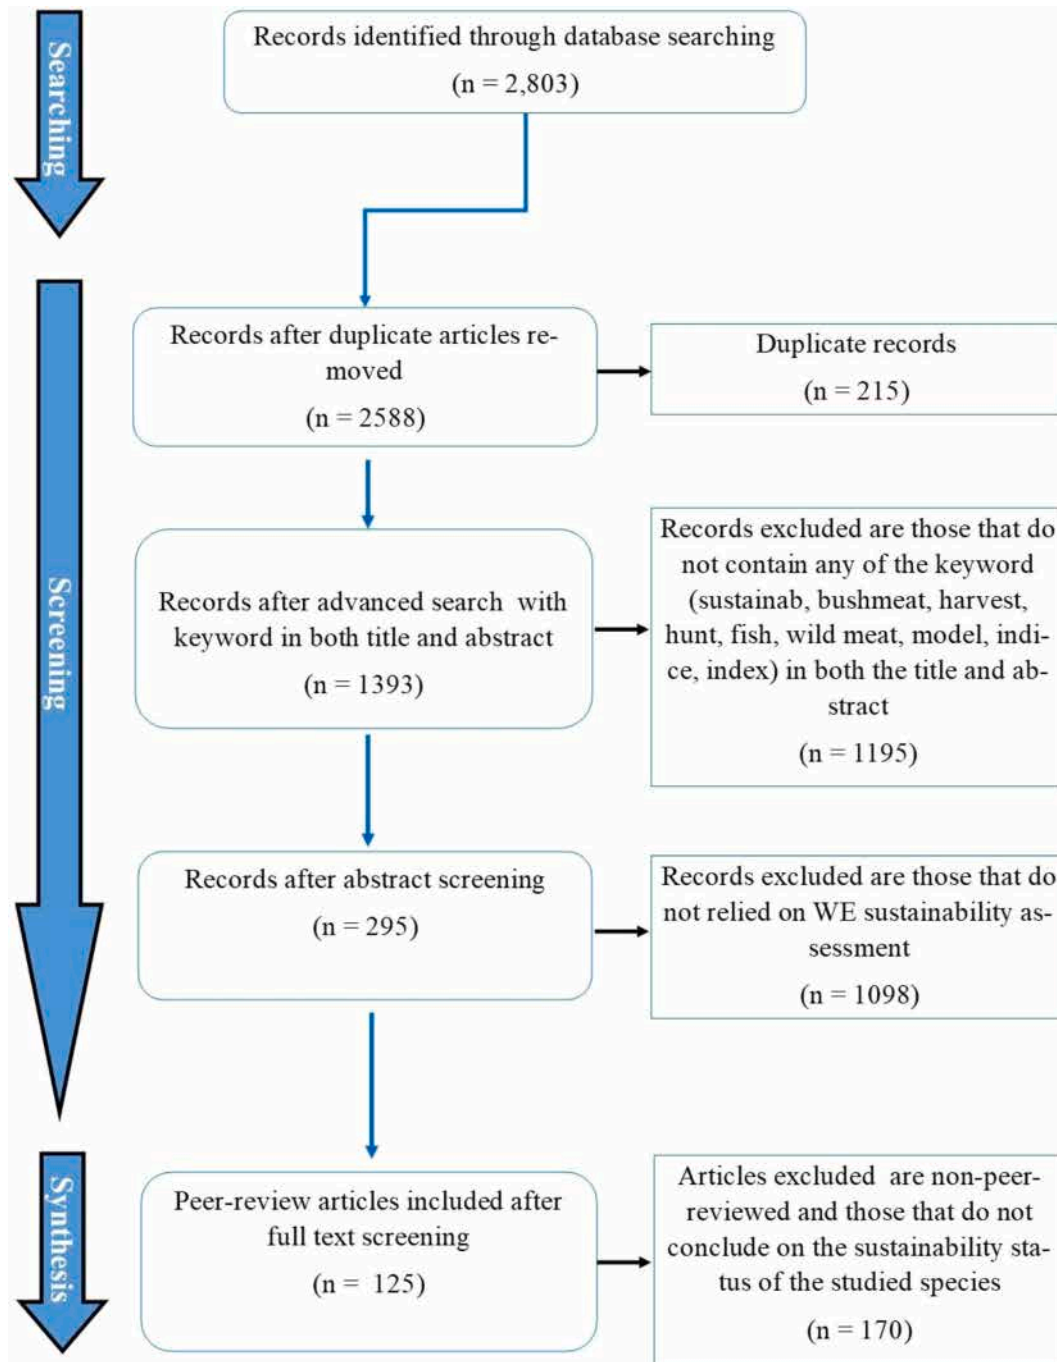 Searching
Records identified through database searching
(n = 2,803)
Screening
Records after duplicate articles re-
moved
(n = 2588)
Duplicate records
(n = 215)
Records after advanced search with
keyword in both title and abstract
(n = 1393)
Records excluded are those that do
not contain any of the keyword
(sustainab, bushmeat, harvest,
hunt, fish, wild meat, model, indi-
ce, index) in both the title and ab-
stract
(n = 1195)
Records after abstract screening
(n = 295)
Records excluded are those that do
not relied on WE sustainability as-
sessment
(n = 1098)
Synthesis
Peer-review articles included after
full text screening
(n = 125)
Articles excluded are non-peer-
reviewed and those that do not
conclude on the sustainability sta-
tus of the studied species
(n = 170)